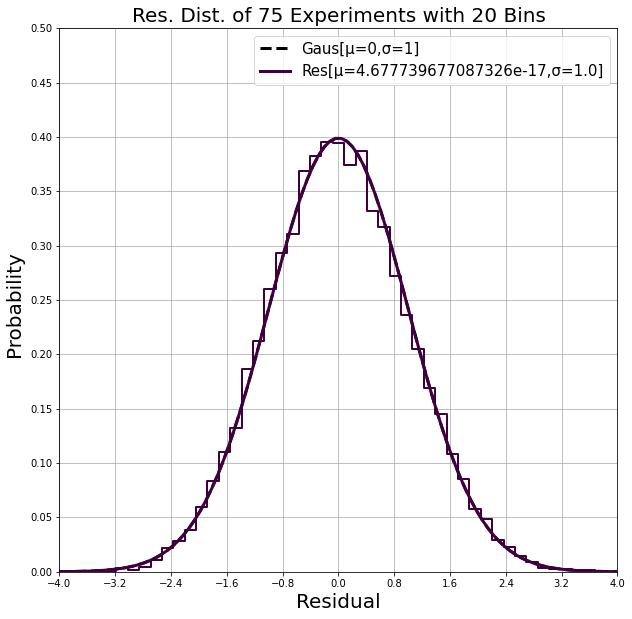 Res. Dist. of 75 Experiments with 20 Bins
Gaus[μ=0,σ=1]
Res[μ=4.677739677087326e-17,σ=1.0]
0.50
0.45
0.40
0.35
0.30
0.25
0.20
0.15
0.10
0.05
0.00
Probability
−4.0 −3.2 −2.4 −1.6 −0.8 0.0 0.8 1.6 2.4 3.2 4.0
Residual